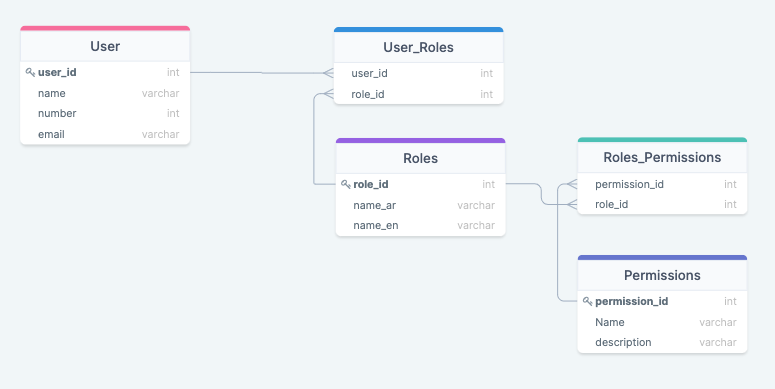 User
user_id int
name varchar
number int
email varchar
User_Roles
user_id int
role_id int
Roles
role_id int
name_ar varchar
name_en varchar
Roles_Permissions
permission_id int
role_id int
Permissions
permission_id int
Name varchar
description varchar